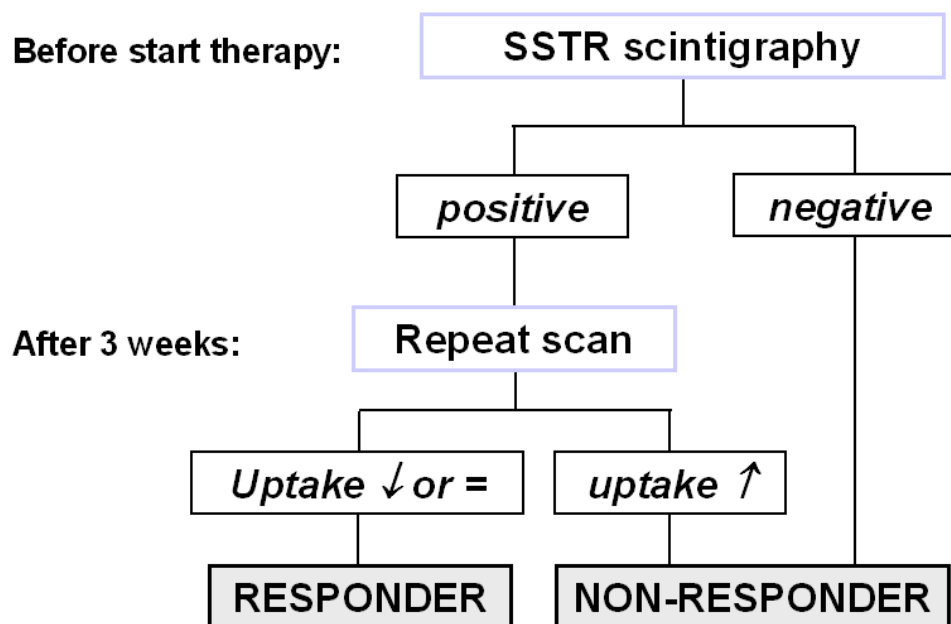 Before start therapy:
SSTR scintigraphy
positive
negative
After 3 weeks:
Repeat scan
Uptake ↓ or =
uptake ↑
RESPONDER
NON-RESPONDER